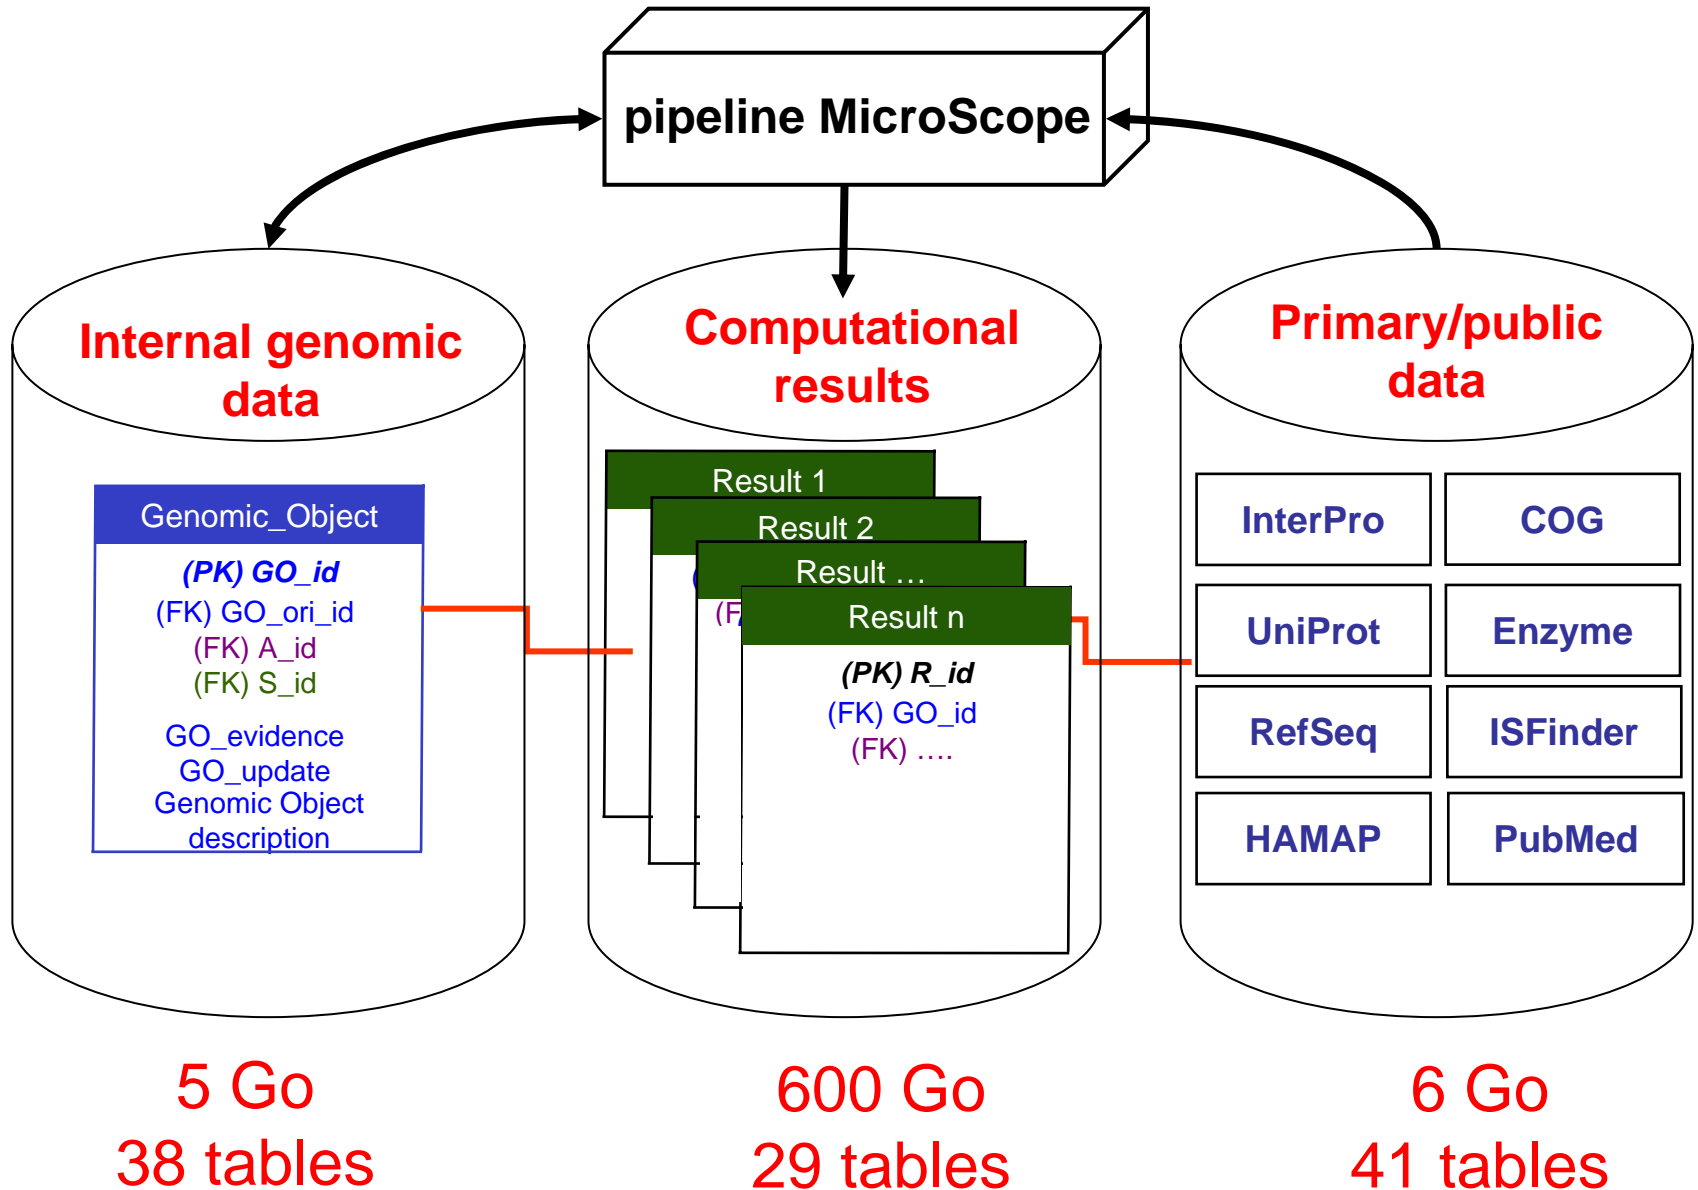 pipeline MicroScope
Internal genomic
data
Genomic_Object
(PK) GO_id
(FK) GO_ori_id
(FK) A_id
(FK) S_id
GO_evidence
GO_update
Genomic Object
description
5 Go
38 tables
Computational
results
Result 1
Result 2
Result …
Result n
(PK) R_id
(FK) GO_id
(FK) ….
600 Go
29 tables
Primary/public
data
InterPro
COG
UniProt
Enzyme
RefSeq
ISFinder
HAMAP
PubMed
6 Go
41 tables